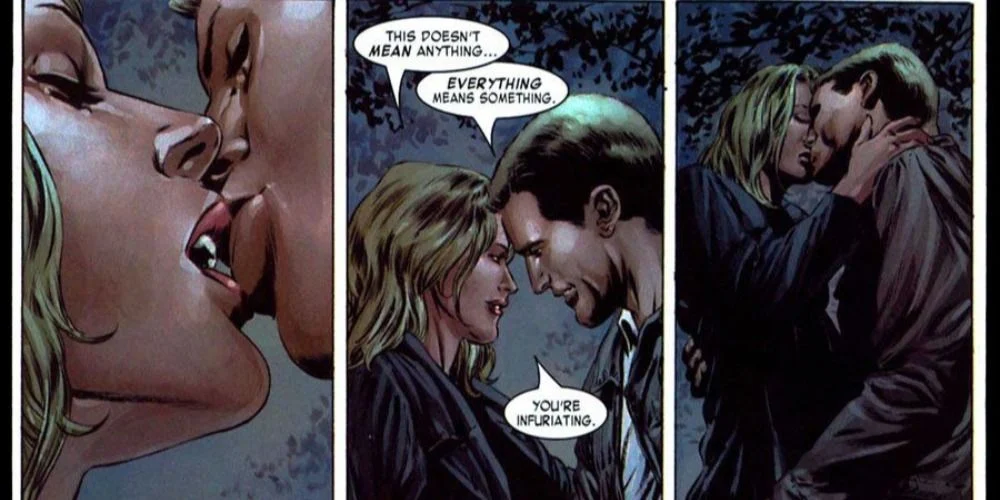 THIS DOESN'T
MEAN ANYTHING...
EVERYTHING
MEANS SOMETHING.
YOU'RE
INFURIATING.